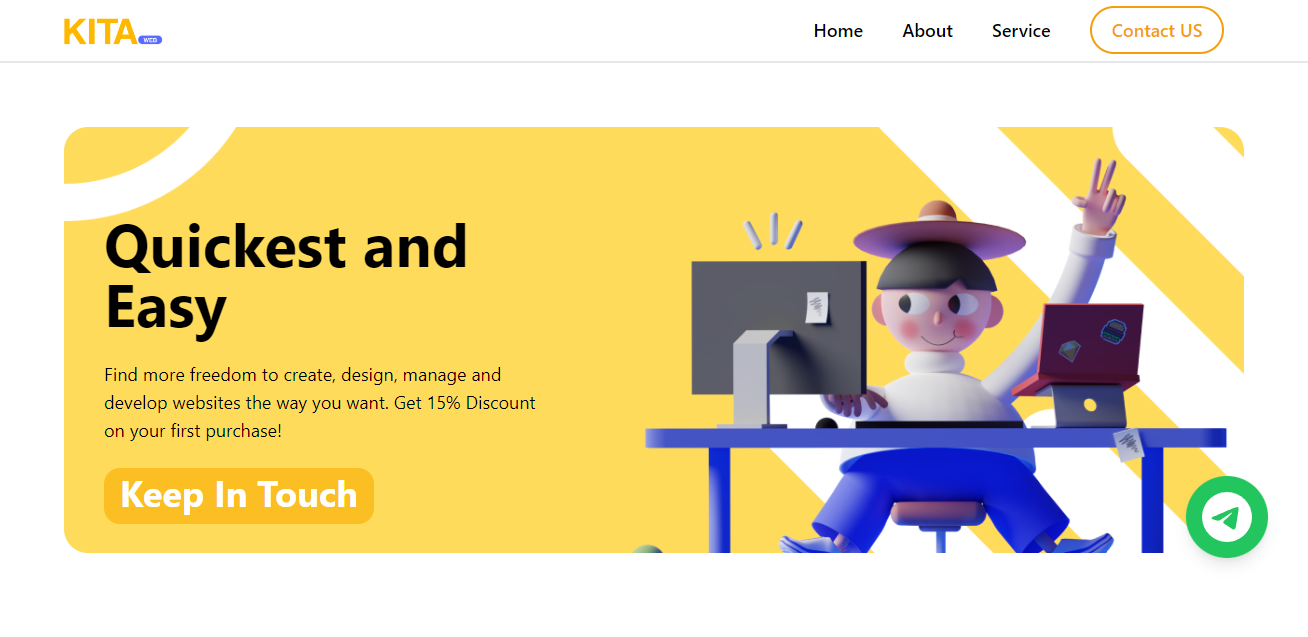 KITA WEB
Home
About
Service
Contact US
Quickest and
Easy
Find more freedom to create, design, manage and
develop websites the way you want. Get 15% Discount
on your first purchase!
Keep In Touch